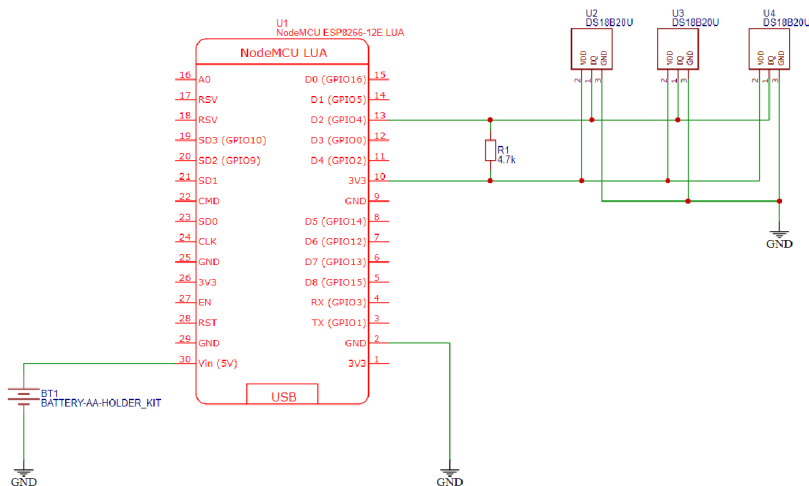 U1
NodeMCU ESP8266-12E LUA
NodeMCU LUA
16 A0 D0 (GPIO16) 15
17 RSV D1 (GPIO5) 14
18 RSV D2 (GPIO4) 13
19 SD3 (GPIO10) D3 (GPIO0) 12
20 SD2 (GPIO9) D4 (GPIO2) 11
21 SD1 3V3 10
22 CMD GND 9
23 SD0 D5 (GPIO14) 8
24 CLK D6 (GPIO12) 7
25 GND D7 (GPIO13) 6
26 3V3 D8 (GPIO15) 5
27 EN RX (GPIO3) 4
28 RST TX (GPIO1) 3
29 GND GND 2
30 Vin (5V) 3V3 1
USB
BT1
BATTERY-AA-HOLDER_KIT
GND
GND
R1
4.7k
U2
DS18B20U
VDD DQ GND
2 1 3
U3
DS18B20U
VDD DQ GND
2 1 3
U4
DS18B20U
VDD DQ GND
2 1 3
GND